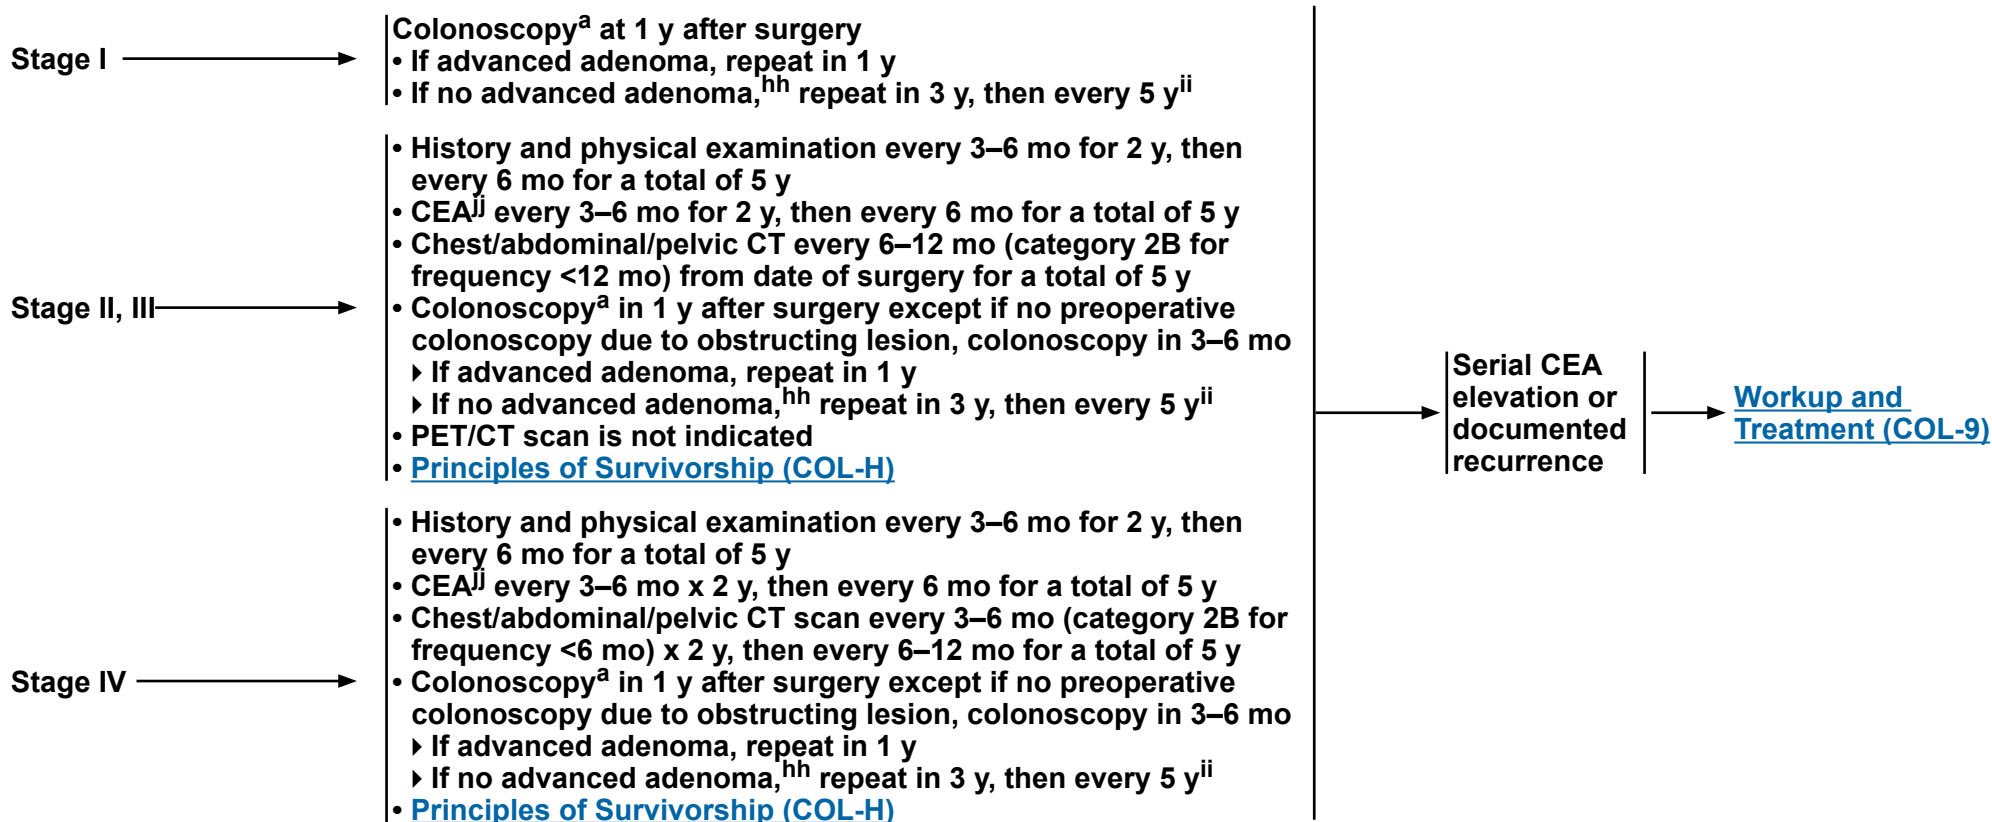 Stage I
Colonoscopyᵃ at 1 y after surgery
• If advanced adenoma, repeat in 1 y
• If no advanced adenoma,ʰʰ repeat in 3 y, then every 5 yⁱⁱ
Stage II, III
• History and physical examination every 3–6 mo for 2 y, then
every 6 mo for a total of 5 y
• CEAʲʲ every 3–6 mo for 2 y, then every 6 mo for a total of 5 y
• Chest/abdominal/pelvic CT every 6–12 mo (category 2B for
frequency <12 mo) from date of surgery for a total of 5 y
• Colonoscopyᵃ in 1 y after surgery except if no preoperative
colonoscopy due to obstructing lesion, colonoscopy in 3–6 mo
‣ If advanced adenoma, repeat in 1 y
‣ If no advanced adenoma,ʰʰ repeat in 3 y, then every 5 yⁱⁱ
• PET/CT scan is not indicated
• Principles of Survivorship (COL-H)
Stage IV
• History and physical examination every 3–6 mo for 2 y, then
every 6 mo for a total of 5 y
• CEAʲʲ every 3–6 mo x 2 y, then every 6 mo for a total of 5 y
• Chest/abdominal/pelvic CT scan every 3–6 mo (category 2B for
frequency <6 mo) x 2 y, then every 6–12 mo for a total of 5 y
• Colonoscopyᵃ in 1 y after surgery except if no preoperative
colonoscopy due to obstructing lesion, colonoscopy in 3–6 mo
‣ If advanced adenoma, repeat in 1 y
‣ If no advanced adenoma,ʰʰ repeat in 3 y, then every 5 yⁱⁱ
• Principles of Survivorship (COL-H)
Serial CEA
elevation or
documented
recurrence
Workup and
Treatment (COL-9)